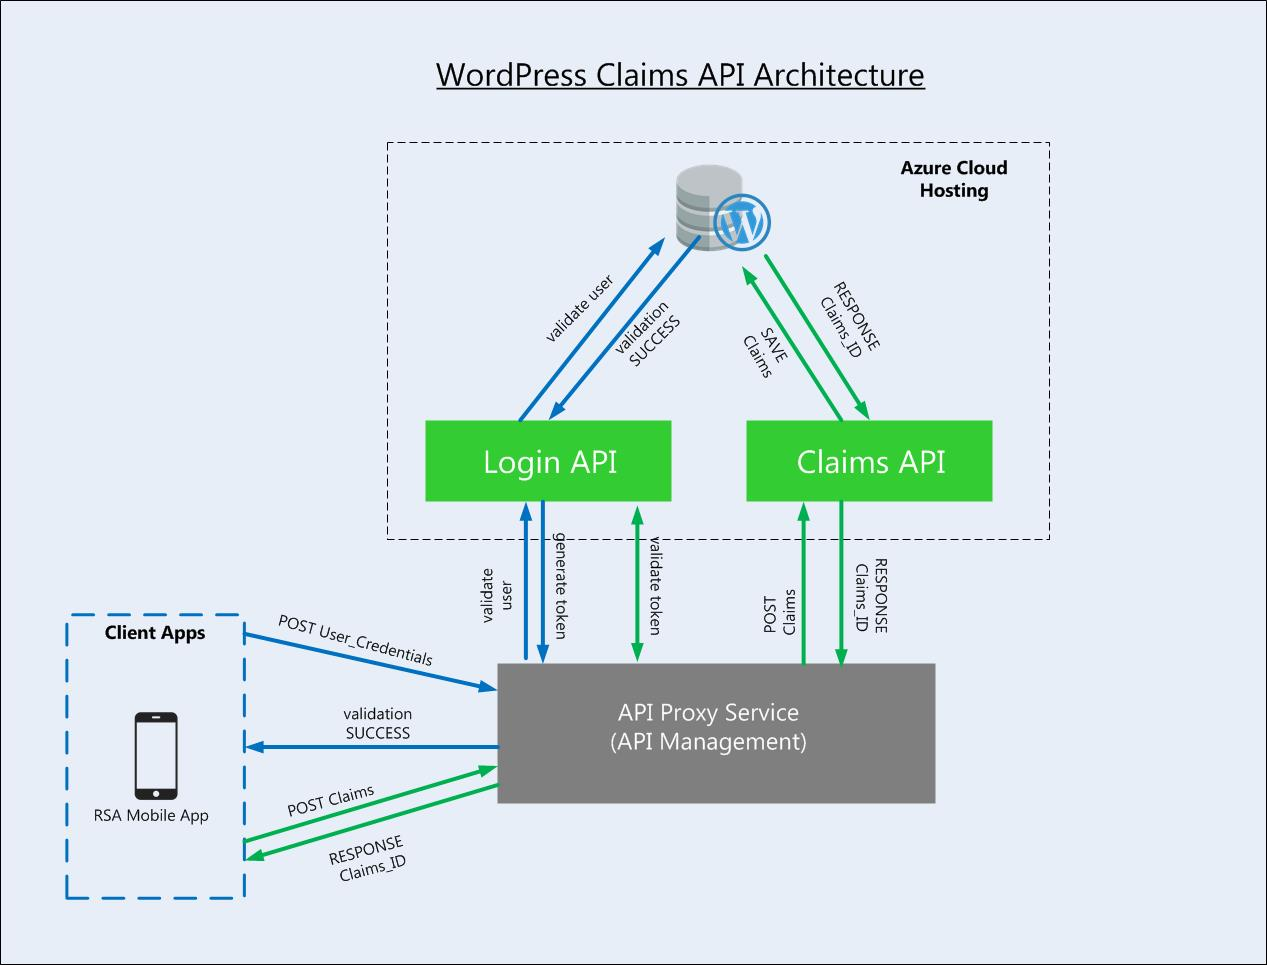 WordPress Claims API Architecture
Azure Cloud
Hosting
W
validate user
validation
SUCCESS
SAVE
Claims
RESPONSE
Claims_ID
Login API
Claims API
validate
user
generate token
validate token
POST
Claims
RESPONSE
Claims_ID
Client Apps
POST User_Credentials
validation
SUCCESS
API Proxy Service
(API Management)
RSA Mobile App
POST Claims
RESPONSE
Claims_ID